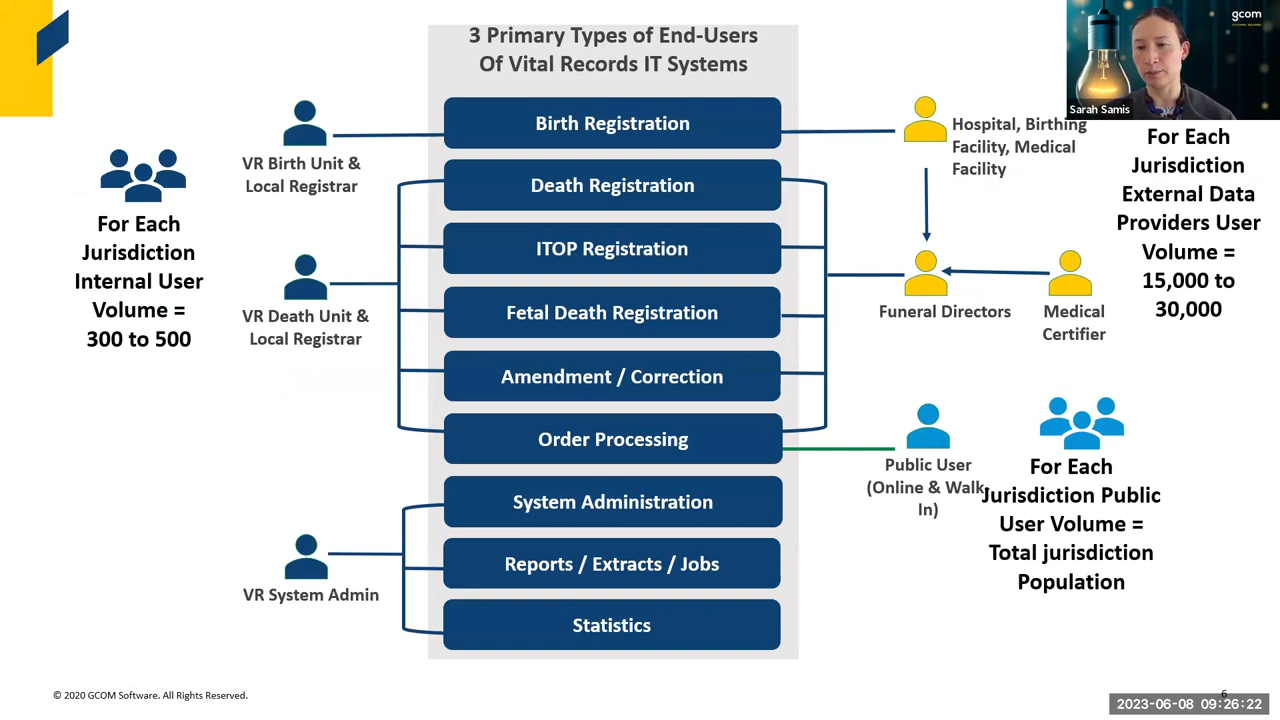 3 Primary Types of End-Users
Of Vital Records IT Systems
Birth Registration
Death Registration
ITOP Registration
Fetal Death Registration
Amendment / Correction
Order Processing
System Administration
Reports / Extracts / Jobs
Statistics
For Each
Jurisdiction
Internal User
Volume =
300 to 500
VR Birth Unit &
Local Registrar
VR Death Unit &
Local Registrar
VR System Admin
Hospital, Birthing
Facility, Medical
Facility
Funeral Directors
Medical
Certifier
Public User
(Online & Walk
In)
For Each
Jurisdiction
External Data
Providers User
Volume =
15,000 to
30,000
For Each
Jurisdiction Public
User Volume =
Total jurisdiction
Population
gcom
Sarah Samis
© 2020 GCOM Software. All Rights Reserved.
6
2023-06-08 09:26:22